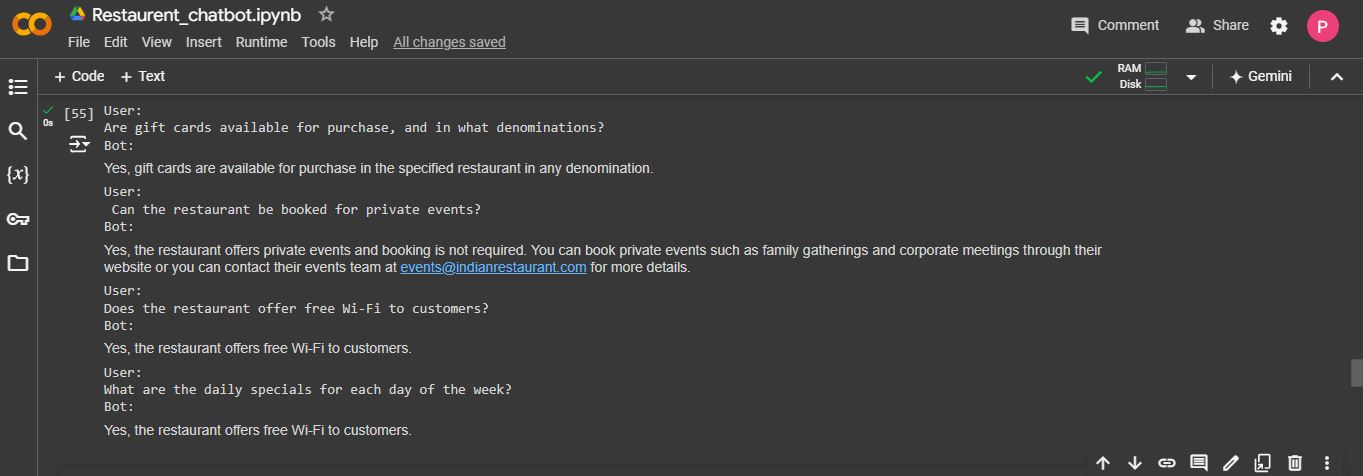 Restaurent_chatbot.ipynb
File Edit View Insert Runtime Tools Help All changes saved
Comment Share P
+ Code + Text
RAM
Disk
Gemini
0s
[55] User:
Are gift cards available for purchase, and in what denominations?
Bot:
Yes, gift cards are available for purchase in the specified restaurant in any denomination.
User:
Can the restaurant be booked for private events?
Bot:
Yes, the restaurant offers private events and booking is not required. You can book private events such as family gatherings and corporate meetings through their
website or you can contact their events team at events@indianrestaurant.com for more details.
User:
Does the restaurant offer free Wi-Fi to customers?
Bot:
Yes, the restaurant offers free Wi-Fi to customers.
User:
What are the daily specials for each day of the week?
Bot:
Yes, the restaurant offers free Wi-Fi to customers.
{x}